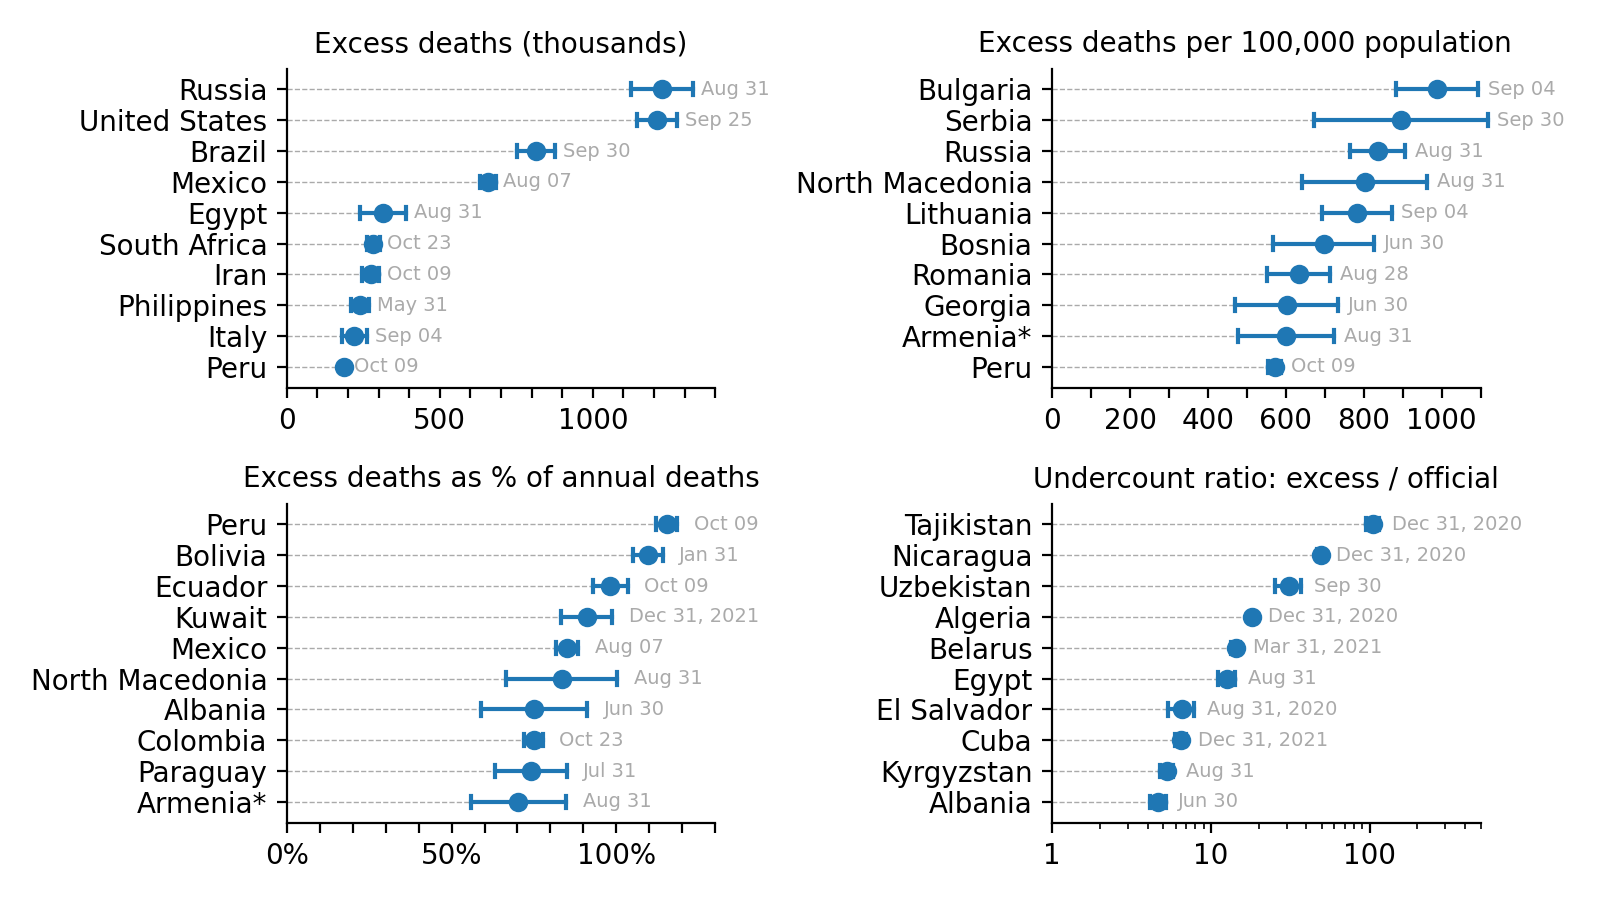 Excess deaths (thousands)
Russia Aug 31
United States Sep 25
Brazil Sep 30
Mexico Aug 07
Egypt Aug 31
South Africa Oct 23
Iran Oct 09
Philippines May 31
Italy Sep 04
Peru Oct 09
0 500 1000
Excess deaths per 100,000 population
Bulgaria Sep 04
Serbia Sep 30
Russia Aug 31
North Macedonia Aug 31
Lithuania Sep 04
Bosnia Jun 30
Romania Aug 28
Georgia Jun 30
Armenia* Aug 31
Peru Oct 09
0 200 400 600 800 1000
Excess deaths as % of annual deaths
Peru Oct 09
Bolivia Jan 31
Ecuador Oct 09
Kuwait Dec 31, 2021
Mexico Aug 07
North Macedonia Aug 31
Albania Jun 30
Colombia Oct 23
Paraguay Jul 31
Armenia* Aug 31
0% 50% 100%
Undercount ratio: excess / official
Tajikistan Dec 31, 2020
Nicaragua Dec 31, 2020
Uzbekistan Sep 30
Algeria Dec 31, 2020
Belarus Mar 31, 2021
Egypt Aug 31
El Salvador Aug 31, 2020
Cuba Dec 31, 2021
Kyrgyzstan Aug 31
Albania Jun 30
1 10 100